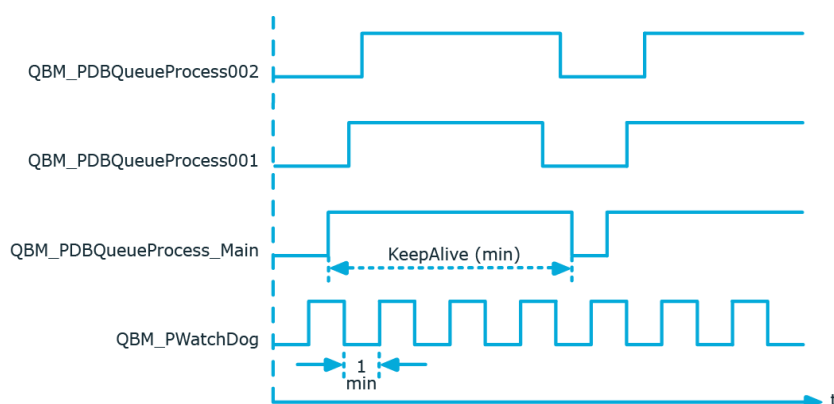 QBM_PDBQueueProcess002
QBM_PDBQueueProcess001
QBM_PDBQueueProcess_Main
KeepAlive (min)
QBM_PWatchDog
1
min
t